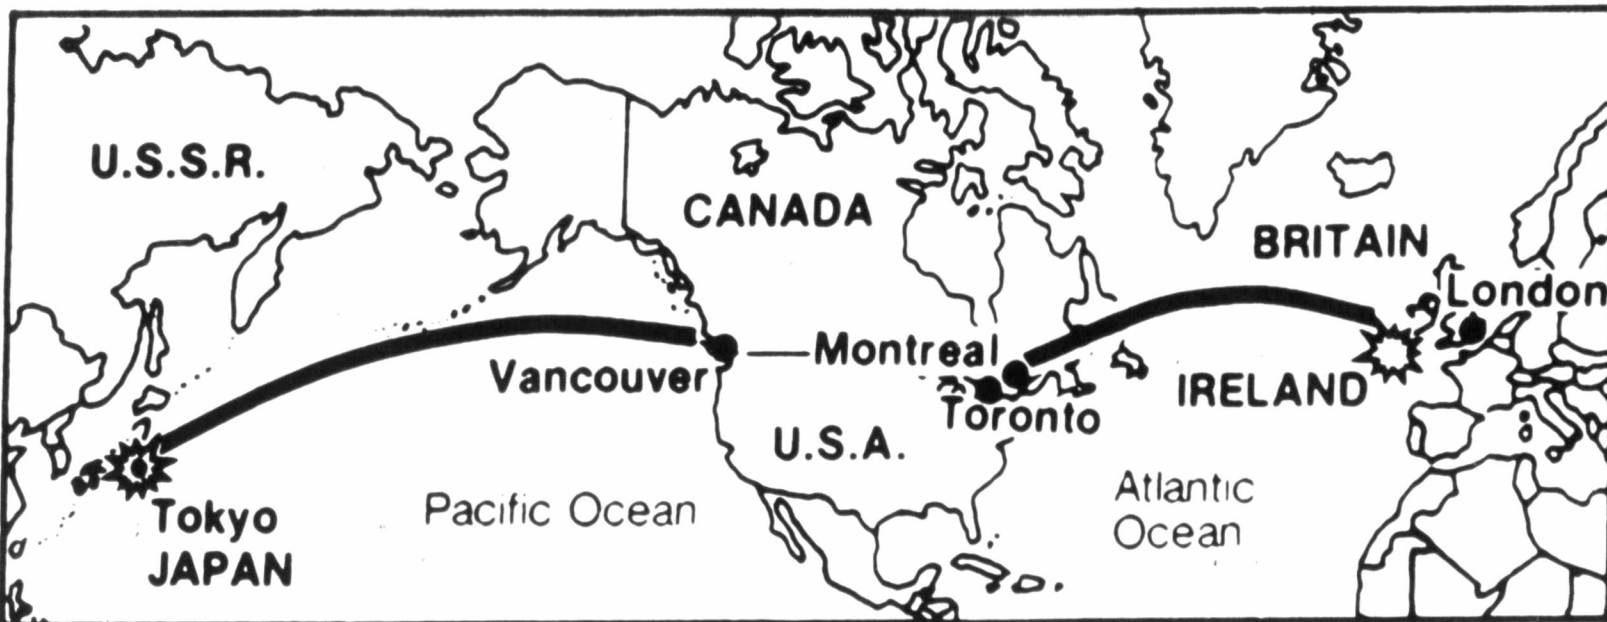 U.S.S.R.
CANADA
BRITAIN
London
Vancouver
Montreal
Toronto
IRELAND
U.S.A.
Tokyo
JAPAN
Pacific Ocean
Atlantic
Ocean